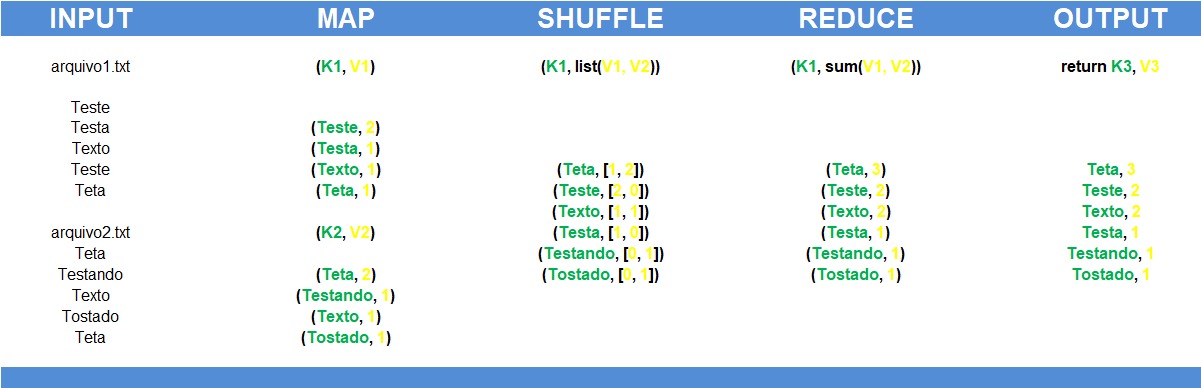 INPUT MAP SHUFFLE REDUCE OUTPUT
arquivo1.txt (K1, V1) (K1, list(V1, V2)) (K1, sum(V1, V2)) return K3, V3
Teste
Testa (Teste, 2)
Texto (Testa, 1)
Teste (Texto, 1) (Teta, [1, 2]) (Teta, 3) Teta, 3
Teta (Teta, 1) (Teste, [2, 0]) (Teste, 2) Teste, 2
(Texto, [1, 1]) (Texto, 2) Texto, 2
arquivo2.txt (K2, V2) (Testa, [1, 0]) (Testa, 1) Testa, 1
Teta (Testando, [0, 1]) (Testando, 1) Testando, 1
Testando (Teta, 2) (Tostado, [0, 1]) (Tostado, 1) Tostado, 1
Texto (Testando, 1)
Tostado (Texto, 1)
Teta (Tostado, 1)